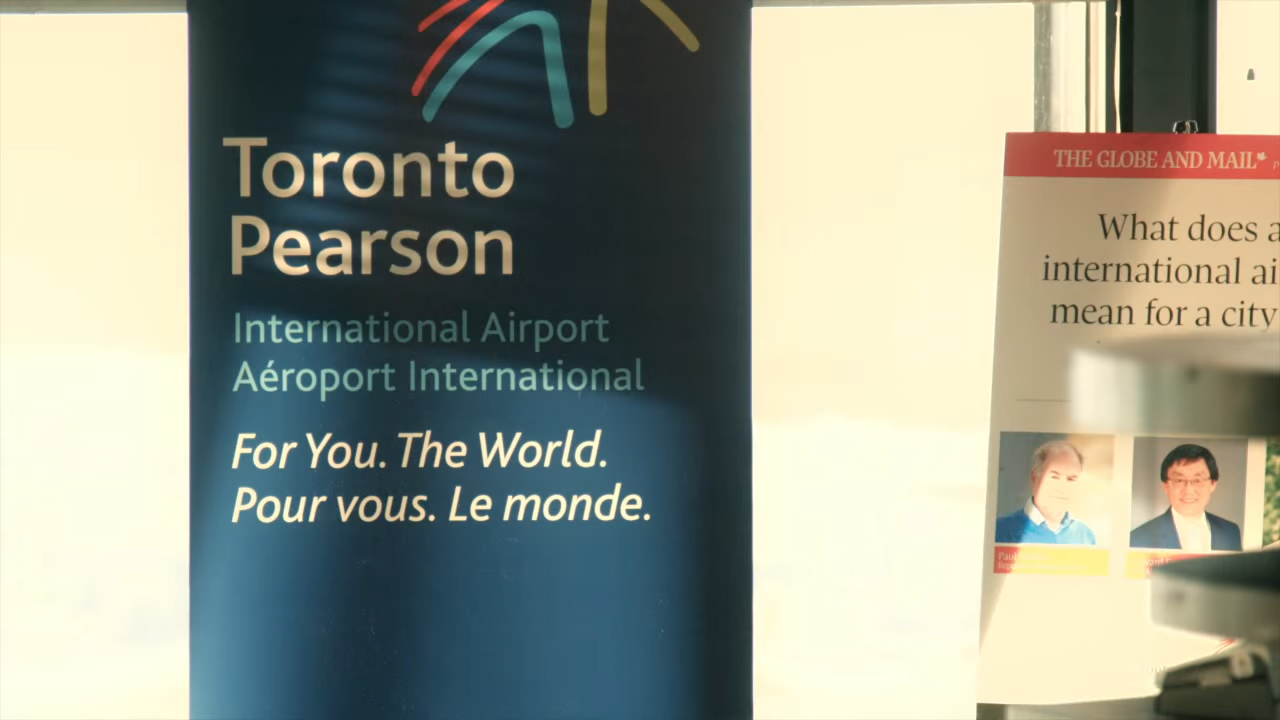 Toronto
Pearson
International Airport
Aéroport International
For You. The World.
Pour vous. Le monde.
THE GLOBE AND MAIL
What does a
international ai
mean for a city
Paul